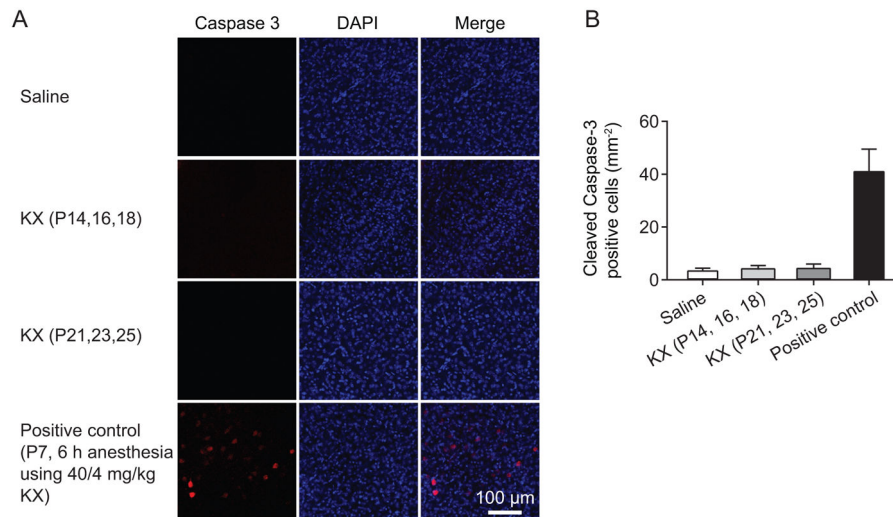 A
Caspase 3 DAPI Merge
Saline
KX (P14,16,18)
KX (P21,23,25)
Positive control
(P7, 6 h anesthesia
using 40/4 mg/kg
KX)
100 μm
B
Cleaved Caspase-3
positive cells (mm⁻²)
60
40
20
0
Saline
KX (P14, 16, 18)
KX (P21, 23, 25)
Positive control